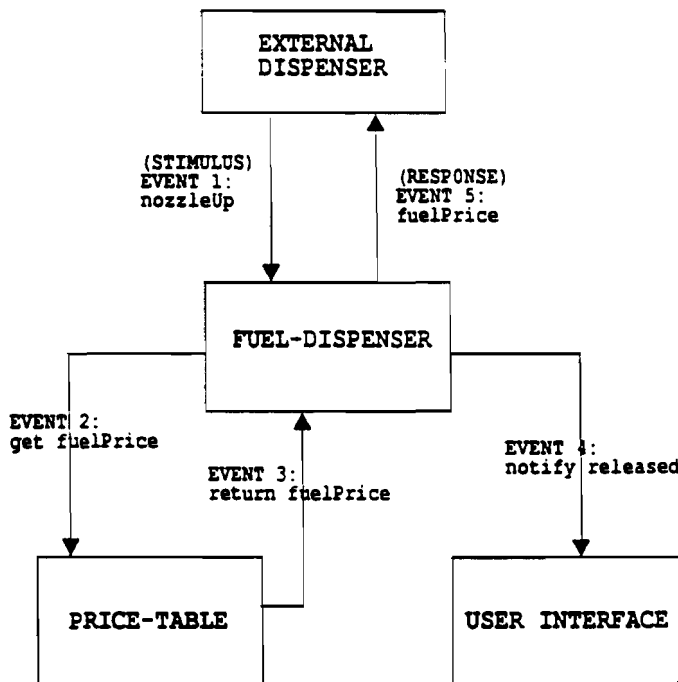 EXTERNAL
DISPENSER
(STIMULUS)
EVENT 1:
nozzleUp
(RESPONSE)
EVENT 5:
fuelPrice
FUEL-DISPENSER
EVENT 2:
get fuelPrice
EVENT 3:
return fuelPrice
EVENT 4:
notify released
PRICE-TABLE
USER INTERFACE